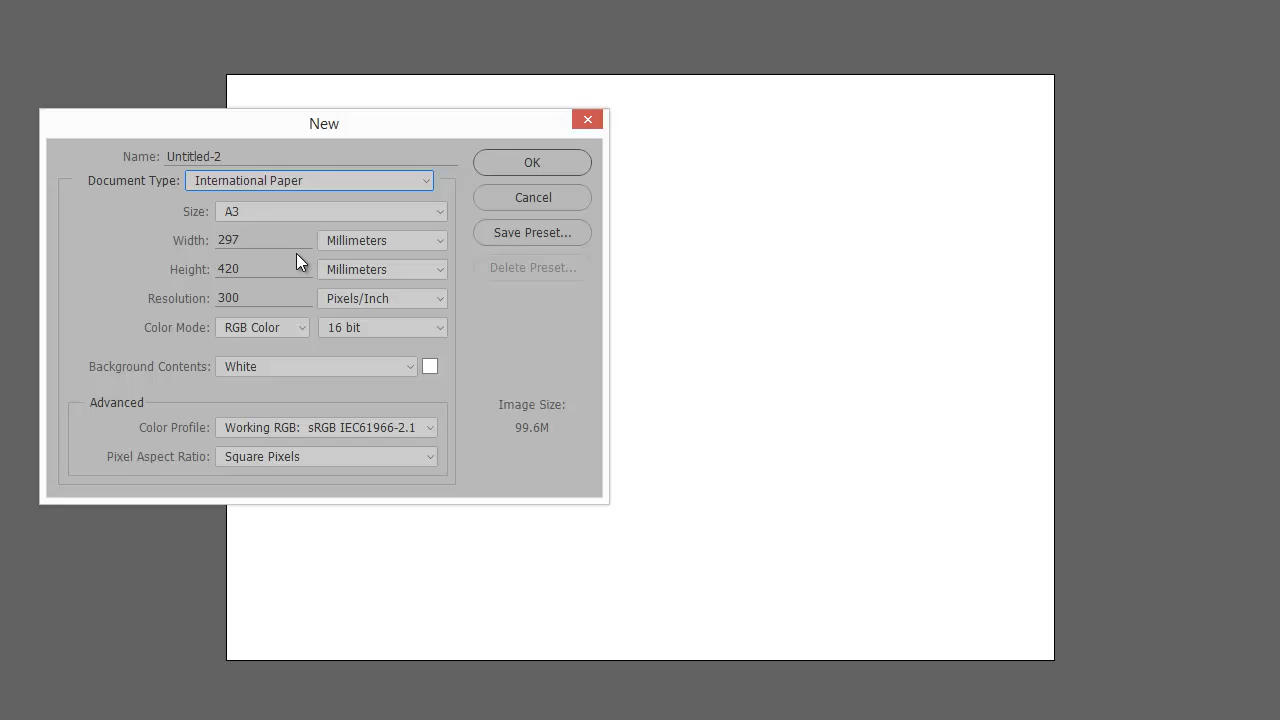 New
Name: Untitled-2
OK
Document Type: International Paper
Cancel
Size: A3
Width: 297 Millimeters
Save Preset...
Height: 420 Millimeters
Delete Preset...
Resolution: 300 Pixels/Inch
Color Mode: RGB Color 16 bit
Background Contents: White
Advanced
Image Size:
Color Profile: Working RGB: sRGB IEC61966-2.1
99.6M
Pixel Aspect Ratio: Square Pixels